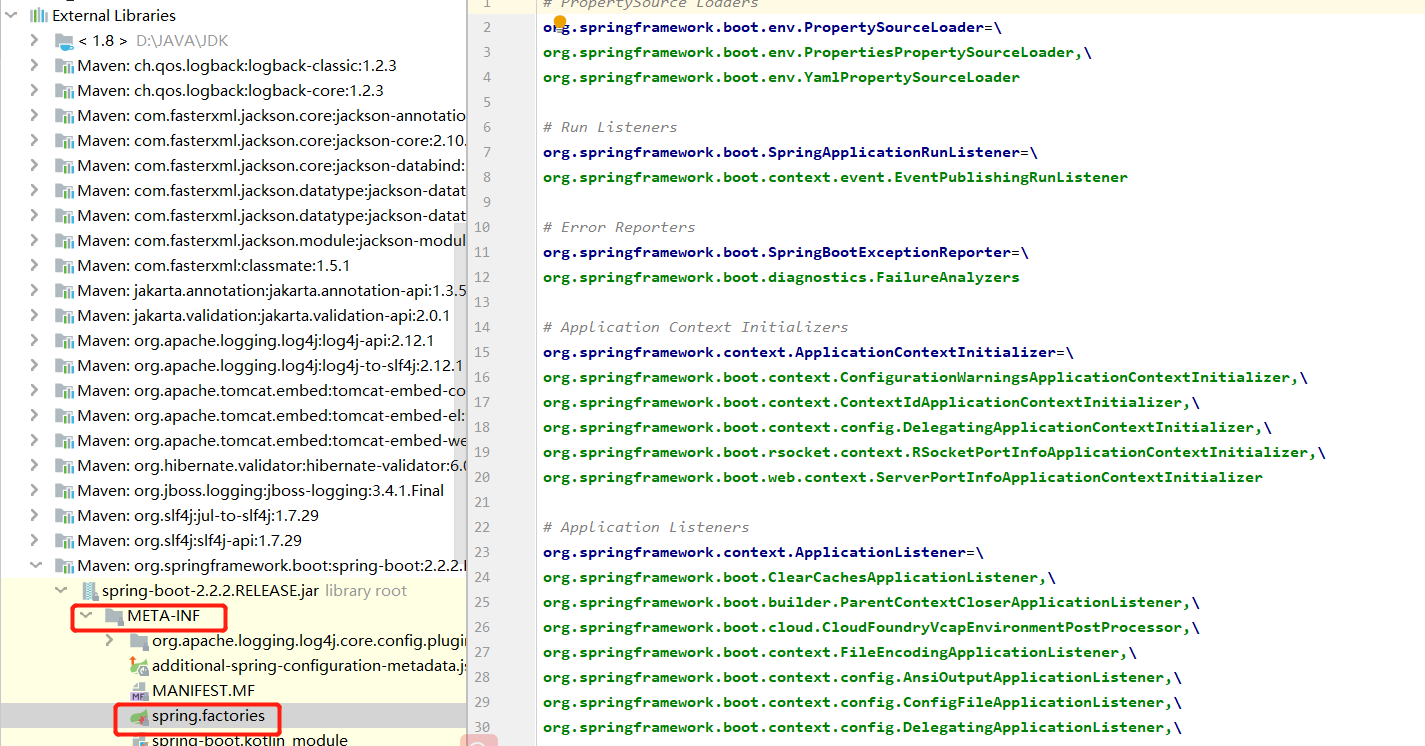 External Libraries
< 1.8 > D:\JAVA\JDK
Maven: ch.qos.logback:logback-classic:1.2.3
Maven: ch.qos.logback:logback-core:1.2.3
Maven: com.fasterxml.jackson.core:jackson-annotatio
Maven: com.fasterxml.jackson.core:jackson-core:2.10.
Maven: com.fasterxml.jackson.core:jackson-databind:
Maven: com.fasterxml.jackson.datatype:jackson-datat
Maven: com.fasterxml.jackson.datatype:jackson-datat
Maven: com.fasterxml.jackson.module:jackson-modul
Maven: com.fasterxml:classmate:1.5.1
Maven: jakarta.annotation:jakarta.annotation-api:1.3.5
Maven: jakarta.validation:jakarta.validation-api:2.0.1
Maven: org.apache.logging.log4j:log4j-api:2.12.1
Maven: org.apache.logging.log4j:log4j-to-slf4j:2.12.1
Maven: org.apache.tomcat.embed:tomcat-embed-co
Maven: org.apache.tomcat.embed:tomcat-embed-el:
Maven: org.apache.tomcat.embed:tomcat-embed-we
Maven: org.hibernate.validator:hibernate-validator:6.0
Maven: org.jboss.logging:jboss-logging:3.4.1.Final
Maven: org.slf4j:jul-to-slf4j:1.7.29
Maven: org.slf4j:slf4j-api:1.7.29
Maven: org.springframework.boot:spring-boot:2.2.2.
spring-boot-2.2.2.RELEASE.jar library root
META-INF
org.apache.logging.log4j.core.config.plugi
additional-spring-configuration-metadata.js
MF MANIFEST.MF
spring.factories
spring-boot.kotlin_module
1 # PropertySource Loaders
2 org.springframework.boot.env.PropertySourceLoader=\
3 org.springframework.boot.env.PropertiesPropertySourceLoader,\
4 org.springframework.boot.env.YamlPropertySourceLoader
5
6 # Run Listeners
7 org.springframework.boot.SpringApplicationRunListener=\
8 org.springframework.boot.context.event.EventPublishingRunListener
9
10 # Error Reporters
11 org.springframework.boot.SpringBootExceptionReporter=\
12 org.springframework.boot.diagnostics.FailureAnalyzers
13
14 # Application Context Initializers
15 org.springframework.context.ApplicationContextInitializer=\
16 org.springframework.boot.context.ConfigurationWarningsApplicationContextInitializer,\
17 org.springframework.boot.context.ContextIdApplicationContextInitializer,\
18 org.springframework.boot.context.config.DelegatingApplicationContextInitializer,\
19 org.springframework.boot.rsocket.context.RSocketPortInfoApplicationContextInitializer,\
20 org.springframework.boot.web.context.ServerPortInfoApplicationContextInitializer
21
22 # Application Listeners
23 org.springframework.context.ApplicationListener=\
24 org.springframework.boot.ClearCachesApplicationListener,\
25 org.springframework.boot.builder.ParentContextCloserApplicationListener,\
26 org.springframework.boot.cloud.CloudFoundryVcapEnvironmentPostProcessor,\
27 org.springframework.boot.context.FileEncodingApplicationListener,\
28 org.springframework.boot.context.config.AnsiOutputApplicationListener,\
29 org.springframework.boot.context.config.ConfigFileApplicationListener,\
30 org.springframework.boot.context.config.DelegatingApplicationListener,\